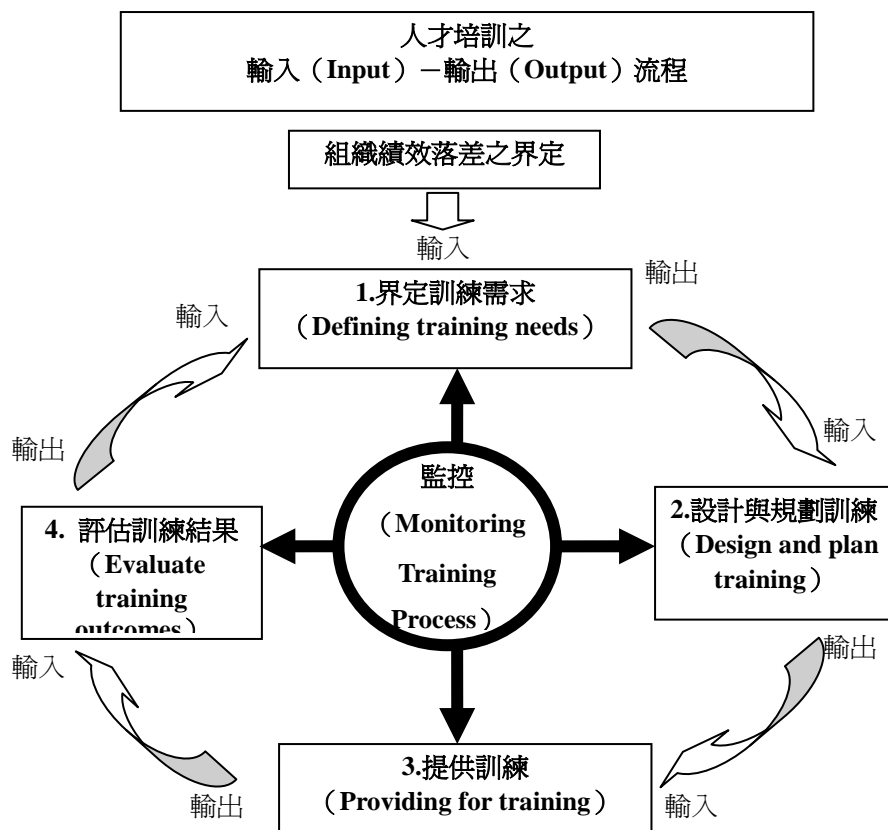 人才培訓之
輸入（Input）－輸出（Output）流程
組織績效落差之界定
輸入
1.界定訓練需求
（Defining training needs）
輸出
輸入
輸入
輸出
監控
（Monitoring
Training
Process）
4. 評估訓練結果
（Evaluate
training
outcomes）
2.設計與規劃訓練
（Design and plan
training）
輸入
輸出
3.提供訓練
（Providing for training）
輸出
輸入